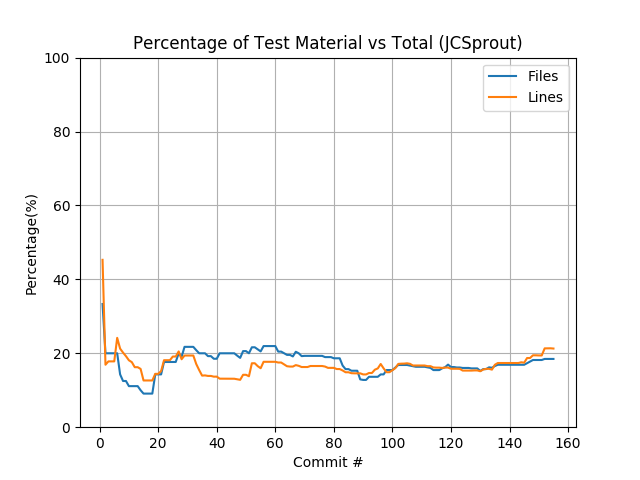 Percentage of Test Material vs Total (JCSprout)
Files
Lines
Percentage(%)
100
80
60
40
20
0
0 20 40 60 80 100 120 140 160
Commit #